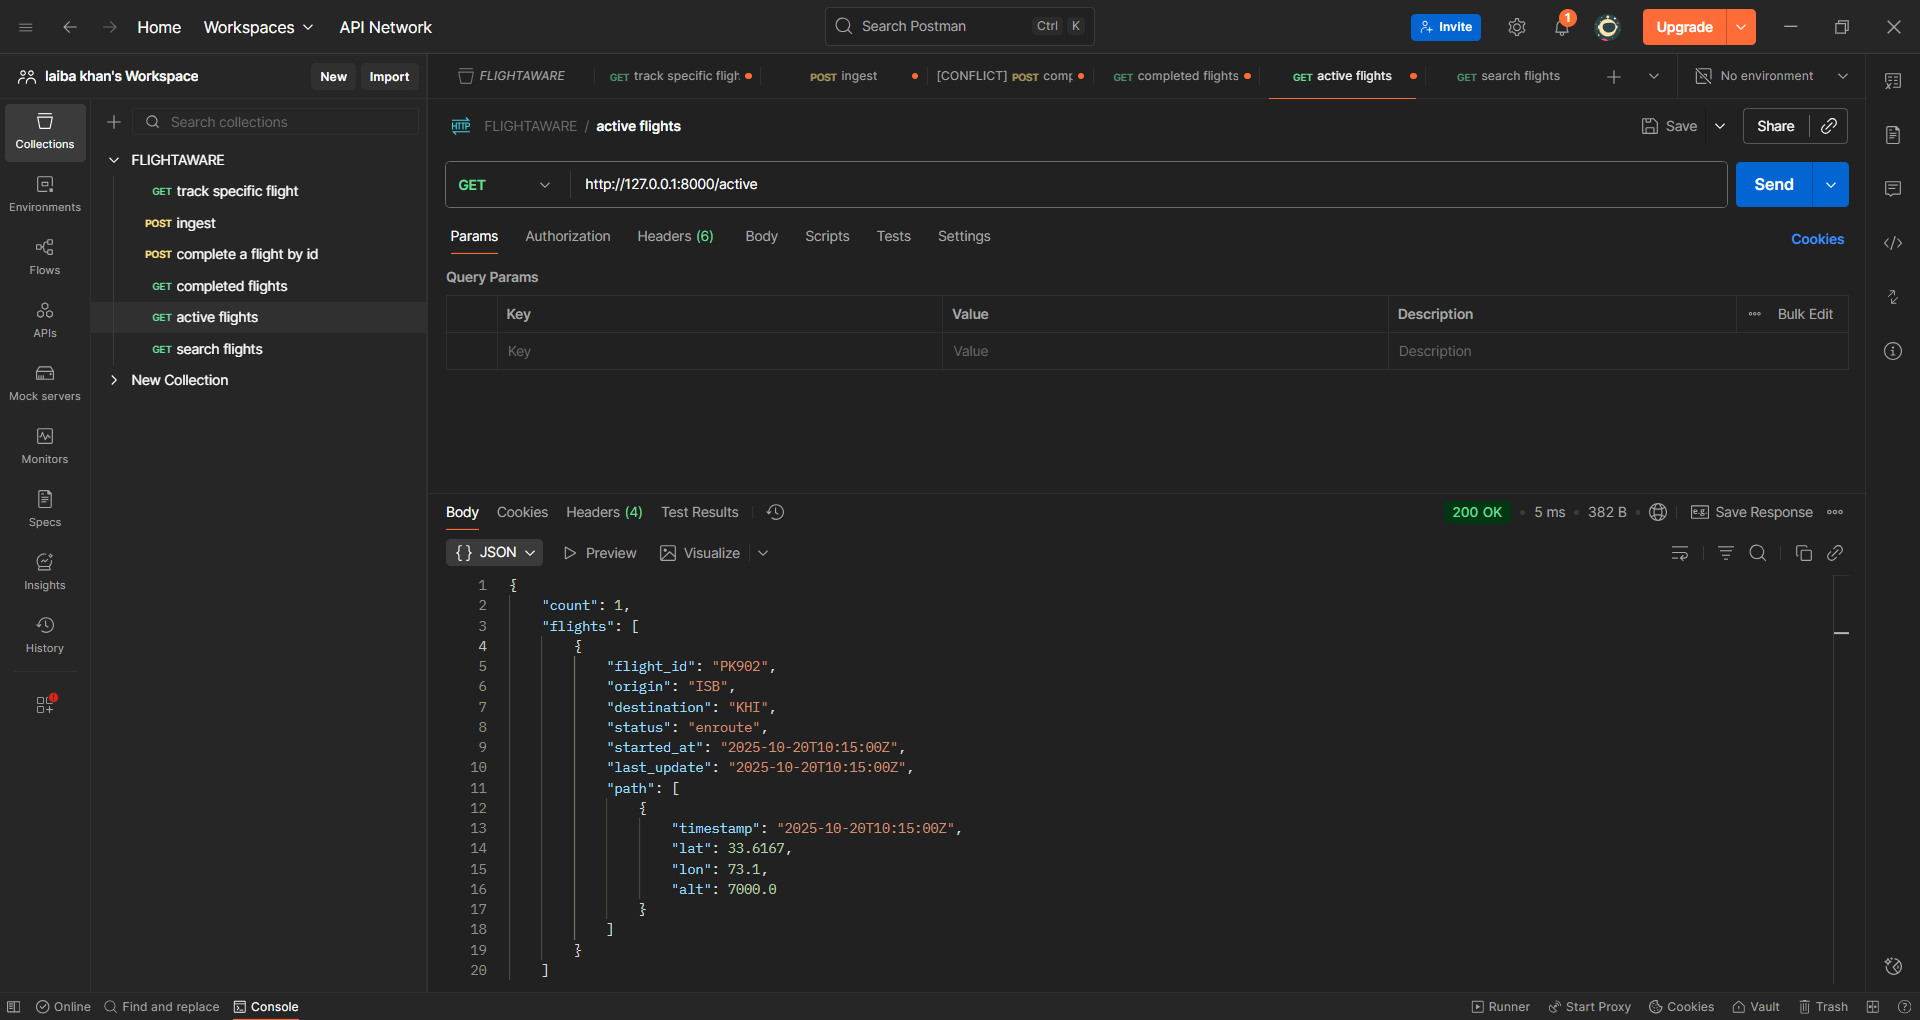 Home
Workspaces
API Network
Search Postman
Ctrl K
Invite
1
Upgrade
laiba khan's Workspace
New
Import
FLIGHTAWARE
GET track specific fligh
POST ingest
[CONFLICT] POST comp
GET completed flights
GET active flights
GET search flights
No environment
Collections
Environments
Flows
APIs
Mock servers
Monitors
Specs
Insights
History
Search collections
FLIGHTAWARE
GET track specific flight
POST ingest
POST complete a flight by id
GET completed flights
GET active flights
GET search flights
New Collection
HTTP FLIGHTAWARE / active flights
Save
Share
GET http://127.0.0.1:8000/active
Send
Params Authorization Headers (6) Body Scripts Tests Settings
Cookies
Query Params
Key Value Description ••• Bulk Edit
Key Value Description
Body Cookies Headers (4) Test Results
200 OK • 5 ms • 382 B
e.g. Save Response •••
{} JSON Preview Visualize
1 {
2 "count": 1,
3 "flights": [
4 {
5 "flight_id": "PK902",
6 "origin": "ISB",
7 "destination": "KHI",
8 "status": "enroute",
9 "started_at": "2025-10-20T10:15:00Z",
10 "last_update": "2025-10-20T10:15:00Z",
11 "path": [
12 {
13 "timestamp": "2025-10-20T10:15:00Z",
14 "lat": 33.6167,
15 "lon": 73.1,
16 "alt": 7000.0
17 }
18 ]
19 }
20 ]
Online
Find and replace
Console
Runner
Start Proxy
Cookies
Vault
Trash